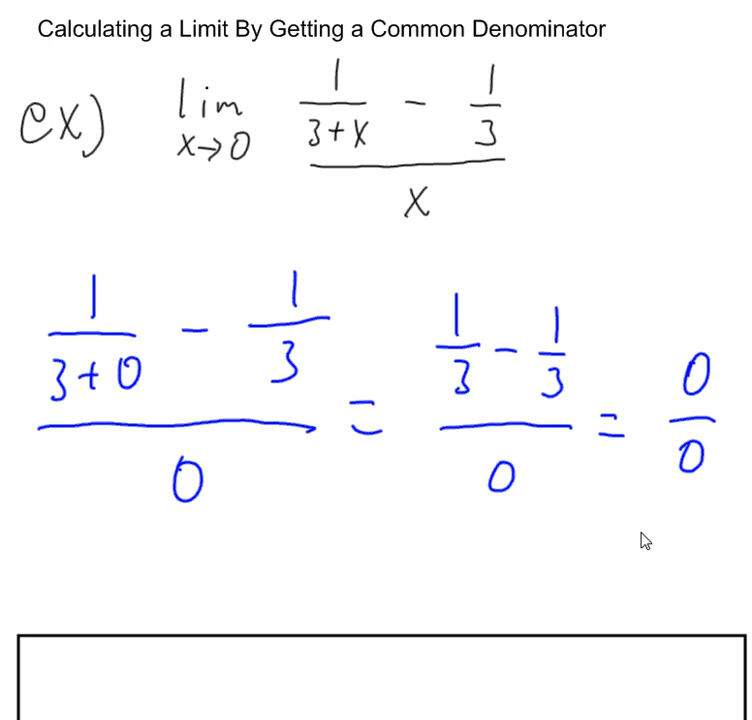 Calculating a Limit By Getting a Common Denominator
ex) lim x→0 (1/(3+x) - 1/3)/x
(1/(3+0) - 1/3)/0 = (1/3 - 1/3)/0 = 0/0